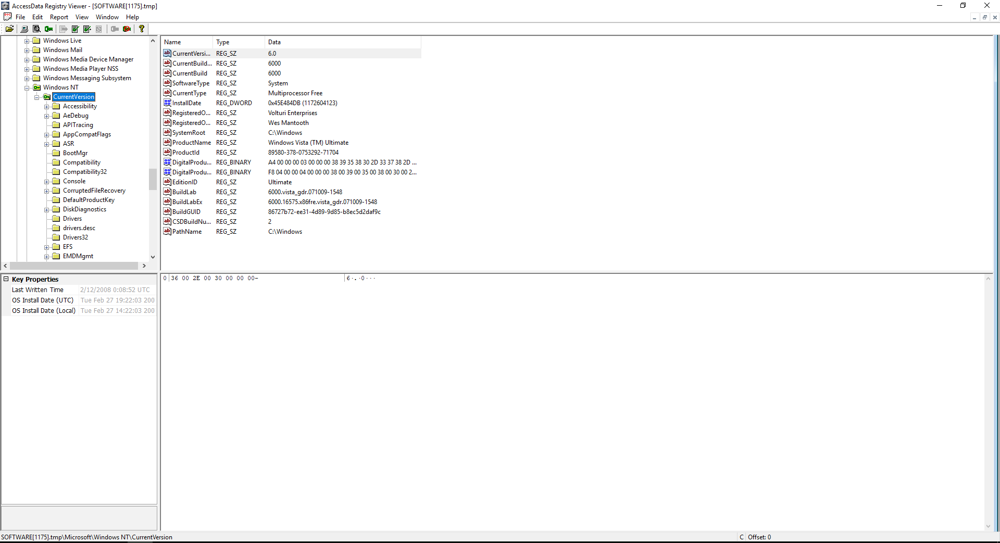 AccessData Registry Viewer - [SOFTWARE[1175].tmp]
File Edit Report View Window Help
Windows Live
Windows Mail
Windows Media Device Manager
Windows Media Player NSS
Windows Messaging Subsystem
Windows NT
CurrentVersion
Accessibility
AeDebug
APITracing
AppCompatFlags
ASR
BootMgr
Compatibility
Compatibility32
Console
CorruptedFileRecovery
DefaultProductKey
DiskDiagnostics
Drivers
drivers.desc
Drivers32
EFS
EMDMgmt
Name Type Data
CurrentVersi... REG_SZ 6.0
CurrentBuild... REG_SZ 6000
CurrentBuild REG_SZ 6000
SoftwareType REG_SZ System
CurrentType REG_SZ Multiprocessor Free
InstallDate REG_DWORD 0x45E484DB (1172604123)
RegisteredO... REG_SZ Volturi Enterprises
RegisteredO... REG_SZ Wes Mantooth
SystemRoot REG_SZ C:\Windows
ProductName REG_SZ Windows Vista (TM) Ultimate
ProductId REG_SZ 89580-378-0753292-71704
DigitalProdu... REG_BINARY A4 00 00 00 03 00 00 00 38 39 35 38 30 2D 33 37 38 2D ...
DigitalProdu... REG_BINARY F8 04 00 00 04 00 00 00 38 00 39 00 35 00 38 00 30 00 2...
EditionID REG_SZ Ultimate
BuildLab REG_SZ 6000.vista_gdr.071009-1548
BuildLabEx REG_SZ 6000.16575.x86fre.vista_gdr.071009-1548
BuildGUID REG_SZ 86727b72-ee31-4d89-9d85-b8ec5d2daf9c
CSDBuildNu... REG_SZ 2
PathName REG_SZ C:\Windows
Key Properties
Last Written Time 2/12/2008 0:08:52 UTC
OS Install Date (UTC) Tue Feb 27 19:22:03 200
OS Install Date (Local) Tue Feb 27 14:22:03 200
0 36 00 2E 00 30 00 00 00- 6·.·0···
SOFTWARE[1175].tmp\Microsoft\Windows NT\CurrentVersion
C Offset: 0